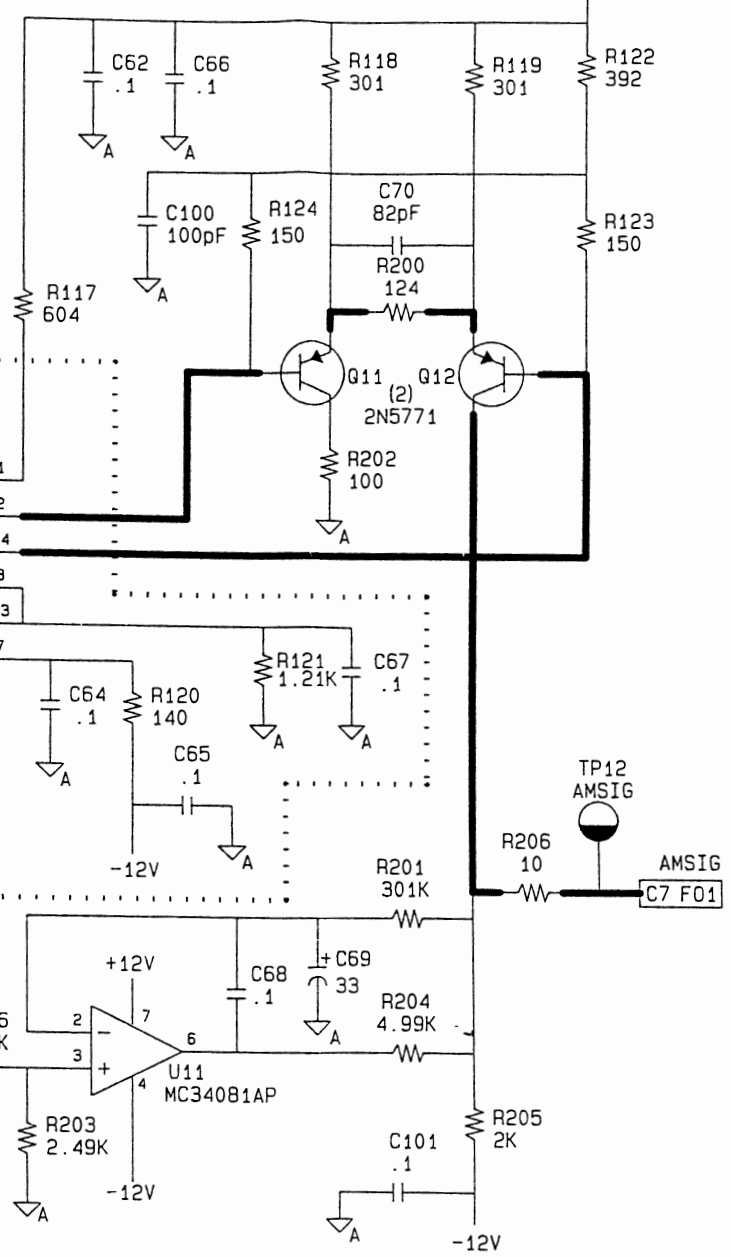 C62
.1
A
C66
.1
A
R118
301
R119
301
R122
392
C100
100pF
A
R124
150
C70
82pF
R200
124
R123
150
R117
604
Q11
Q12
(2)
2N5771
R202
100
A
2
4
3
7
R121
1.21K
A
C67
.1
A
C64
.1
A
R120
140
C65
.1
A
-12V
TP12
AMSIG
R206
10
AMSIG
C7 F01
R201
301K
+12V
C68
.1
+
C69
33
A
R204
4.99K
2
-
7
6
3
+
4
U11
MC34081AP
K
R203
2.49K
A
-12V
R205
2K
C101
.1
A
-12V